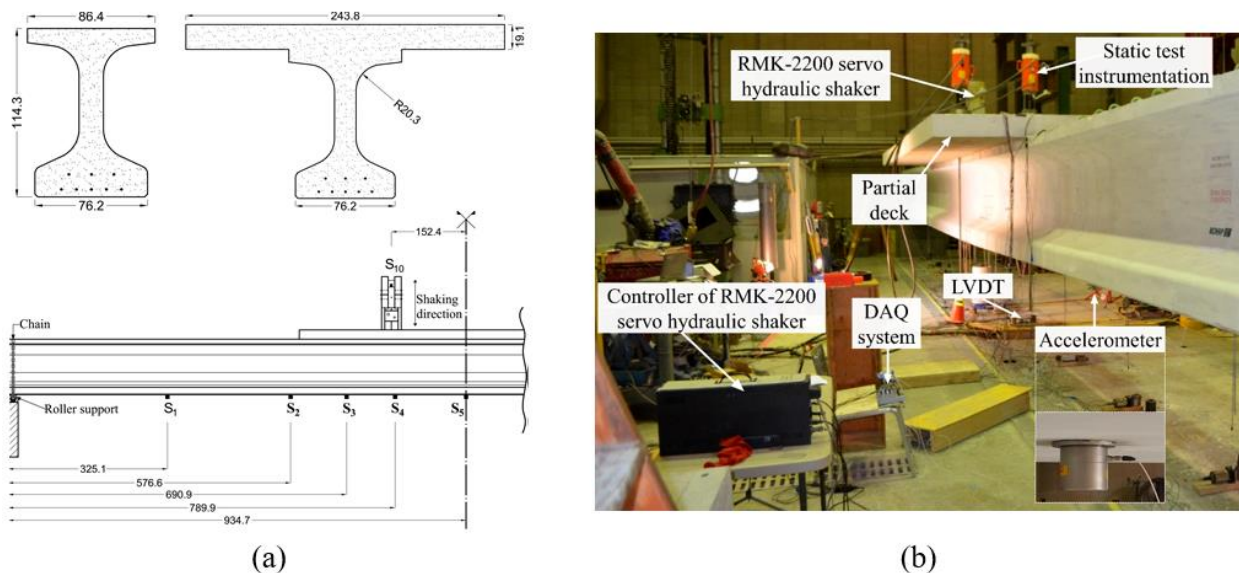 86.4
243.8
19.1
114.3
R20.3
76.2
76.2
152.4
S10
Shaking
direction
Chain
Roller support
S1
S2
S3
S4
S5
325.1
576.6
690.9
789.9
934.7
(a)
RMK-2200 servo
hydraulic shaker
Static test
instrumentation
Partial
deck
Controller of RMK-2200
servo hydraulic shaker
DAQ
system
LVDT
Accelerometer
(b)